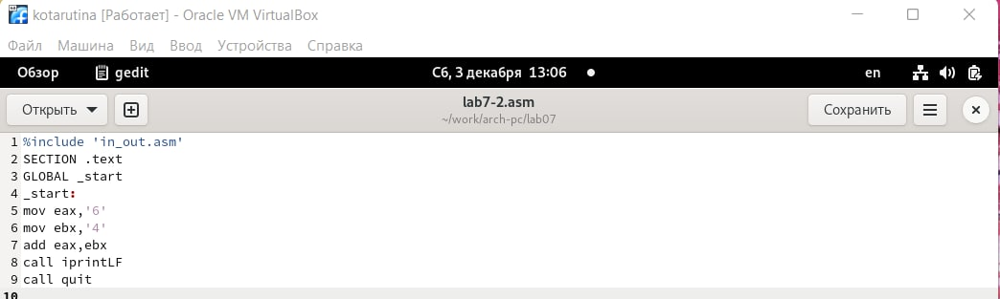 kotarutina [Работает] - Oracle VM VirtualBox
Файл Машина Вид Ввод Устройства Справка
Обзор gedit Сб, 3 декабря 13:06 en
Открыть lab7-2.asm Сохранить
~/work/arch-pc/lab07
1 %include 'in_out.asm'
2 SECTION .text
3 GLOBAL _start
4 _start:
5 mov eax,'6'
6 mov ebx,'4'
7 add eax,ebx
8 call iprintLF
9 call quit
10